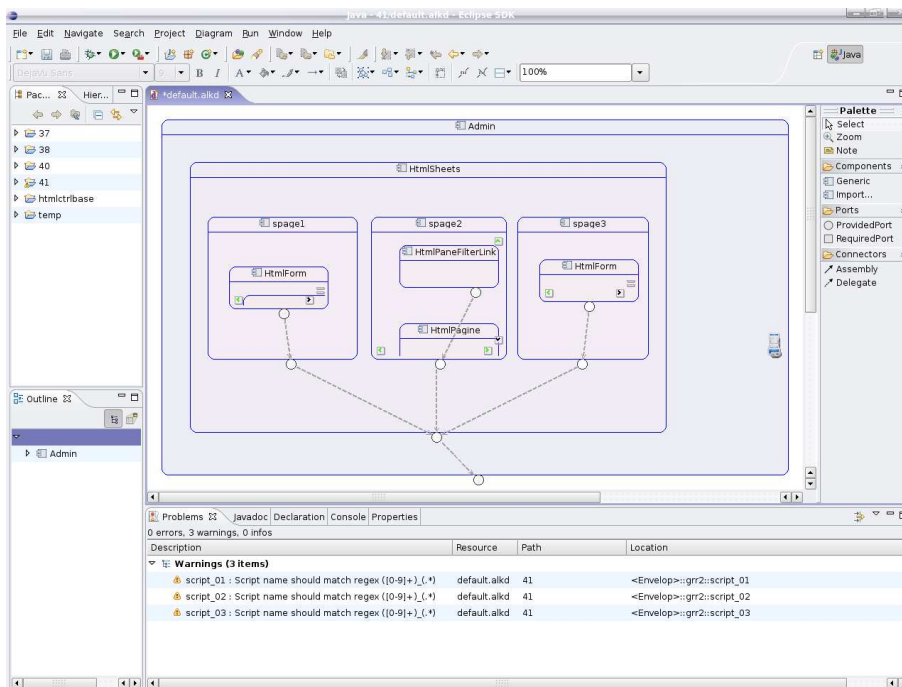 java - 41/default.alkd - Eclipse SDK
File Edit Navigate Search Project Diagram Run Window Help
DejaVu Sans 9 B I A 100% Java
Pac... Hier...
*default.alkd
37
38
40
41
htmlctrlbase
temp
Admin
HtmlSheets
spage1
spage2
spage3
HtmlForm
HtmlPaneFilterLink
HtmlForm
HtmlPagine
Palette
Select
Zoom
Note
Components
Generic
Import...
Ports
ProvidedPort
RequiredPort
Connectors
Assembly
Delegate
Outline
Admin
Problems Javadoc Declaration Console Properties
0 errors, 3 warnings, 0 infos
Description Resource Path Location
Warnings (3 items)
script_01 : Script name should match regex ([0-9]+)_(.*) default.alkd 41 <Envelop>::grr2::script_01
script_02 : Script name should match regex ([0-9]+)_(.*) default.alkd 41 <Envelop>::grr2::script_02
script_03 : Script name should match regex ([0-9]+)_(.*) default.alkd 41 <Envelop>::grr2::script_03